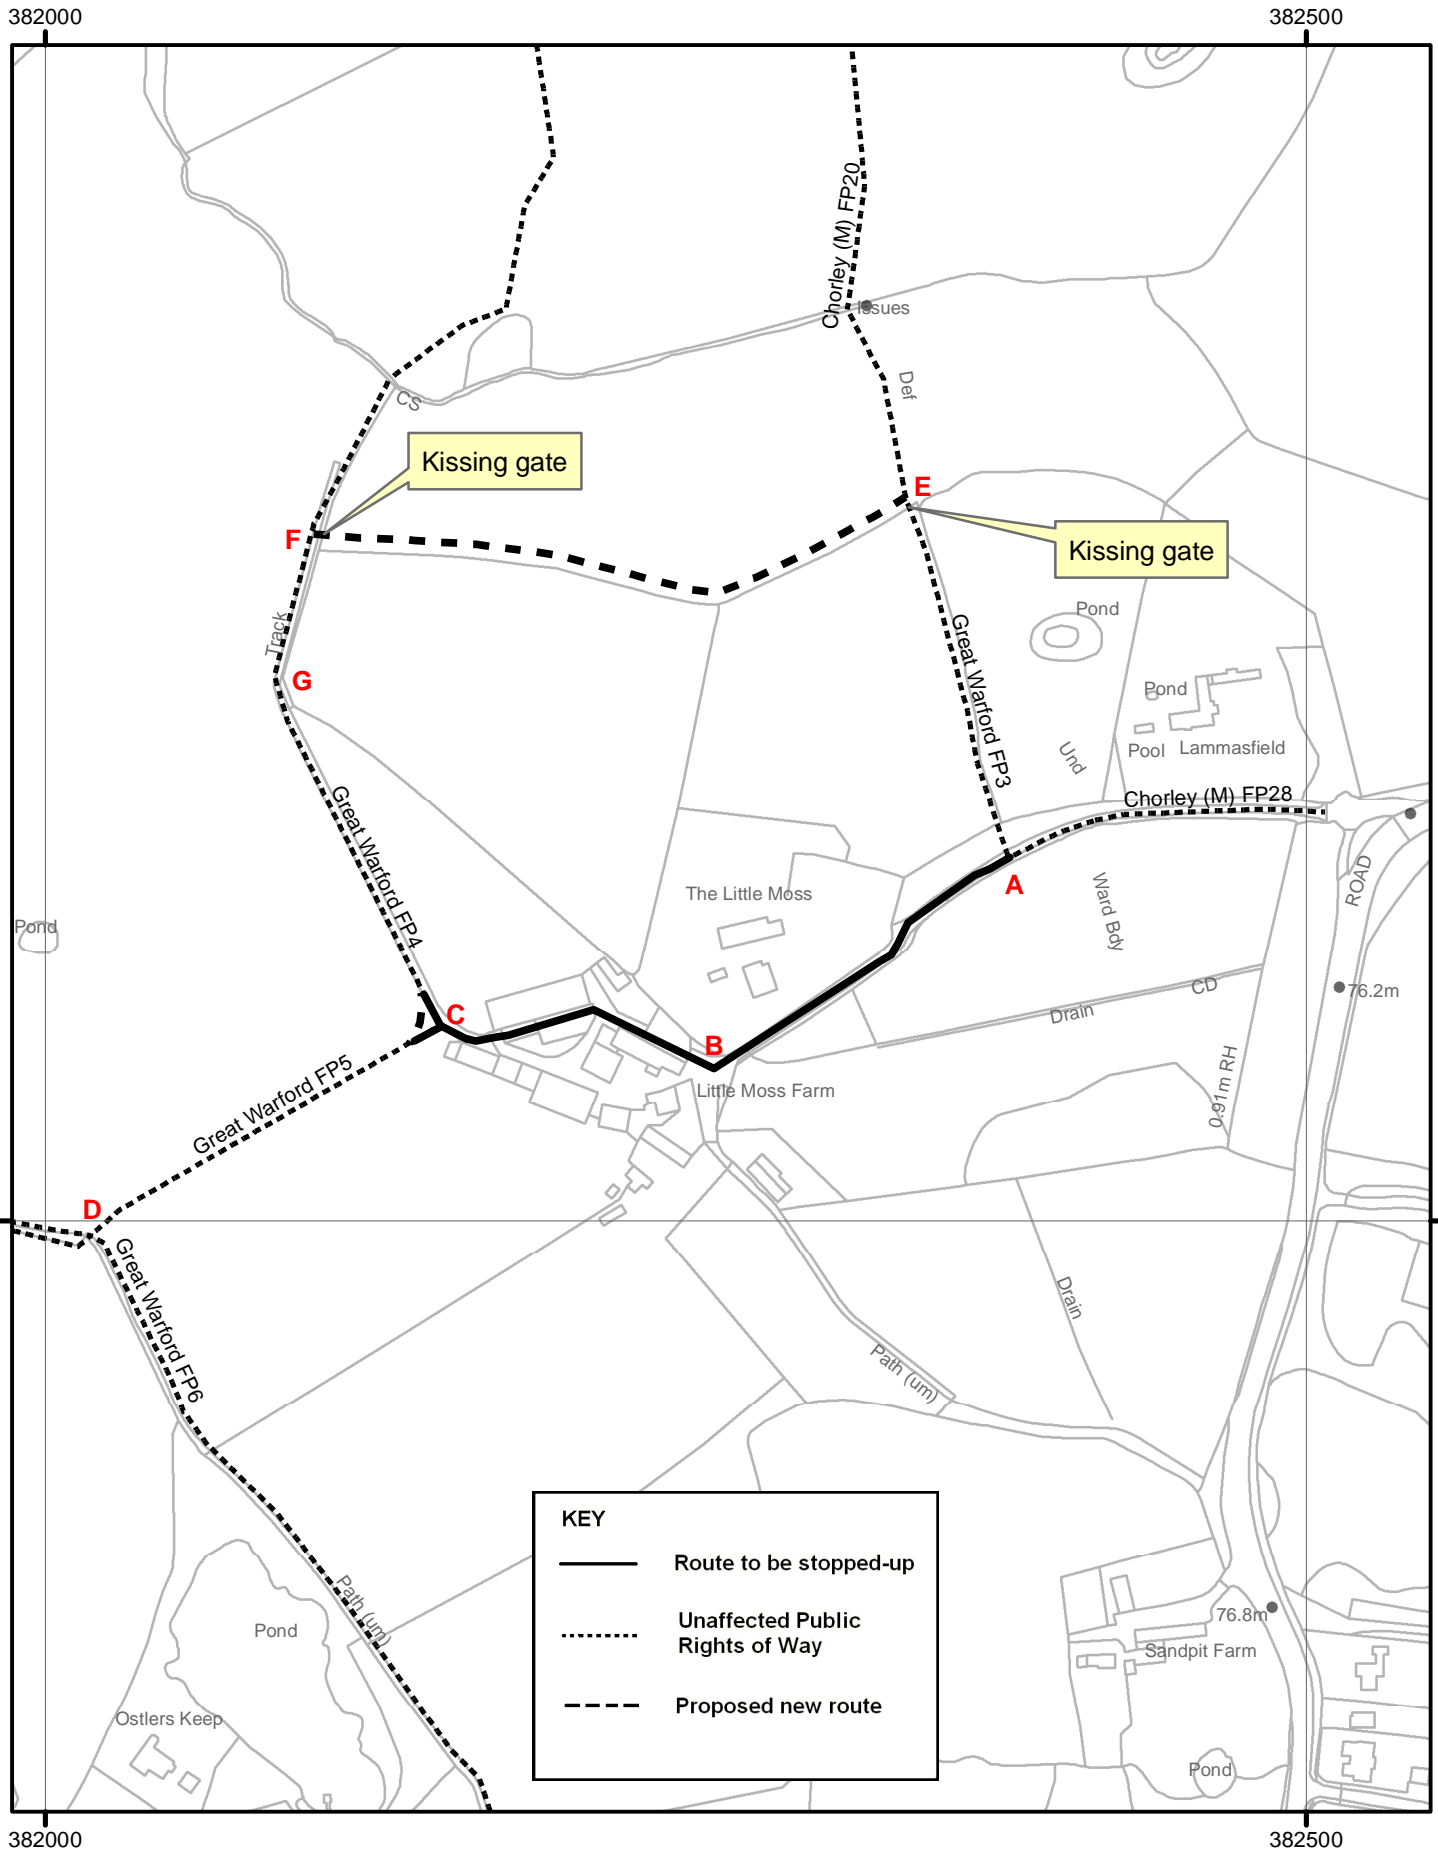 382000
382500
Chorley (M) FP20
Issues
Def
CS
Kissing gate
E
F
Kissing gate
Track
Pond
Great Warford FP3
G
Pond
Und
Pool
Lammasfield
Great Warford FP4
Chorley (M) FP28
A
The Little Moss
Ward Bdy
ROAD
Pond
CD
76.2m
Drain
C
B
Great Warford FP5
Little Moss Farm
0.91m RH
D
Great Warford FP6
Drain
Path (um)
KEY
Route to be stopped-up
Unaffected Public
Rights of Way
Proposed new route
Path (um)
Pond
76.8m
Sandpit Farm
Ostlers Keep
Pond
382000
382500